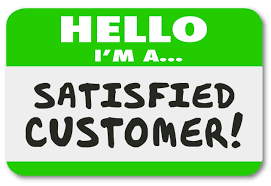 HELLO
I'M A...
SATISFIED
CUSTOMER!